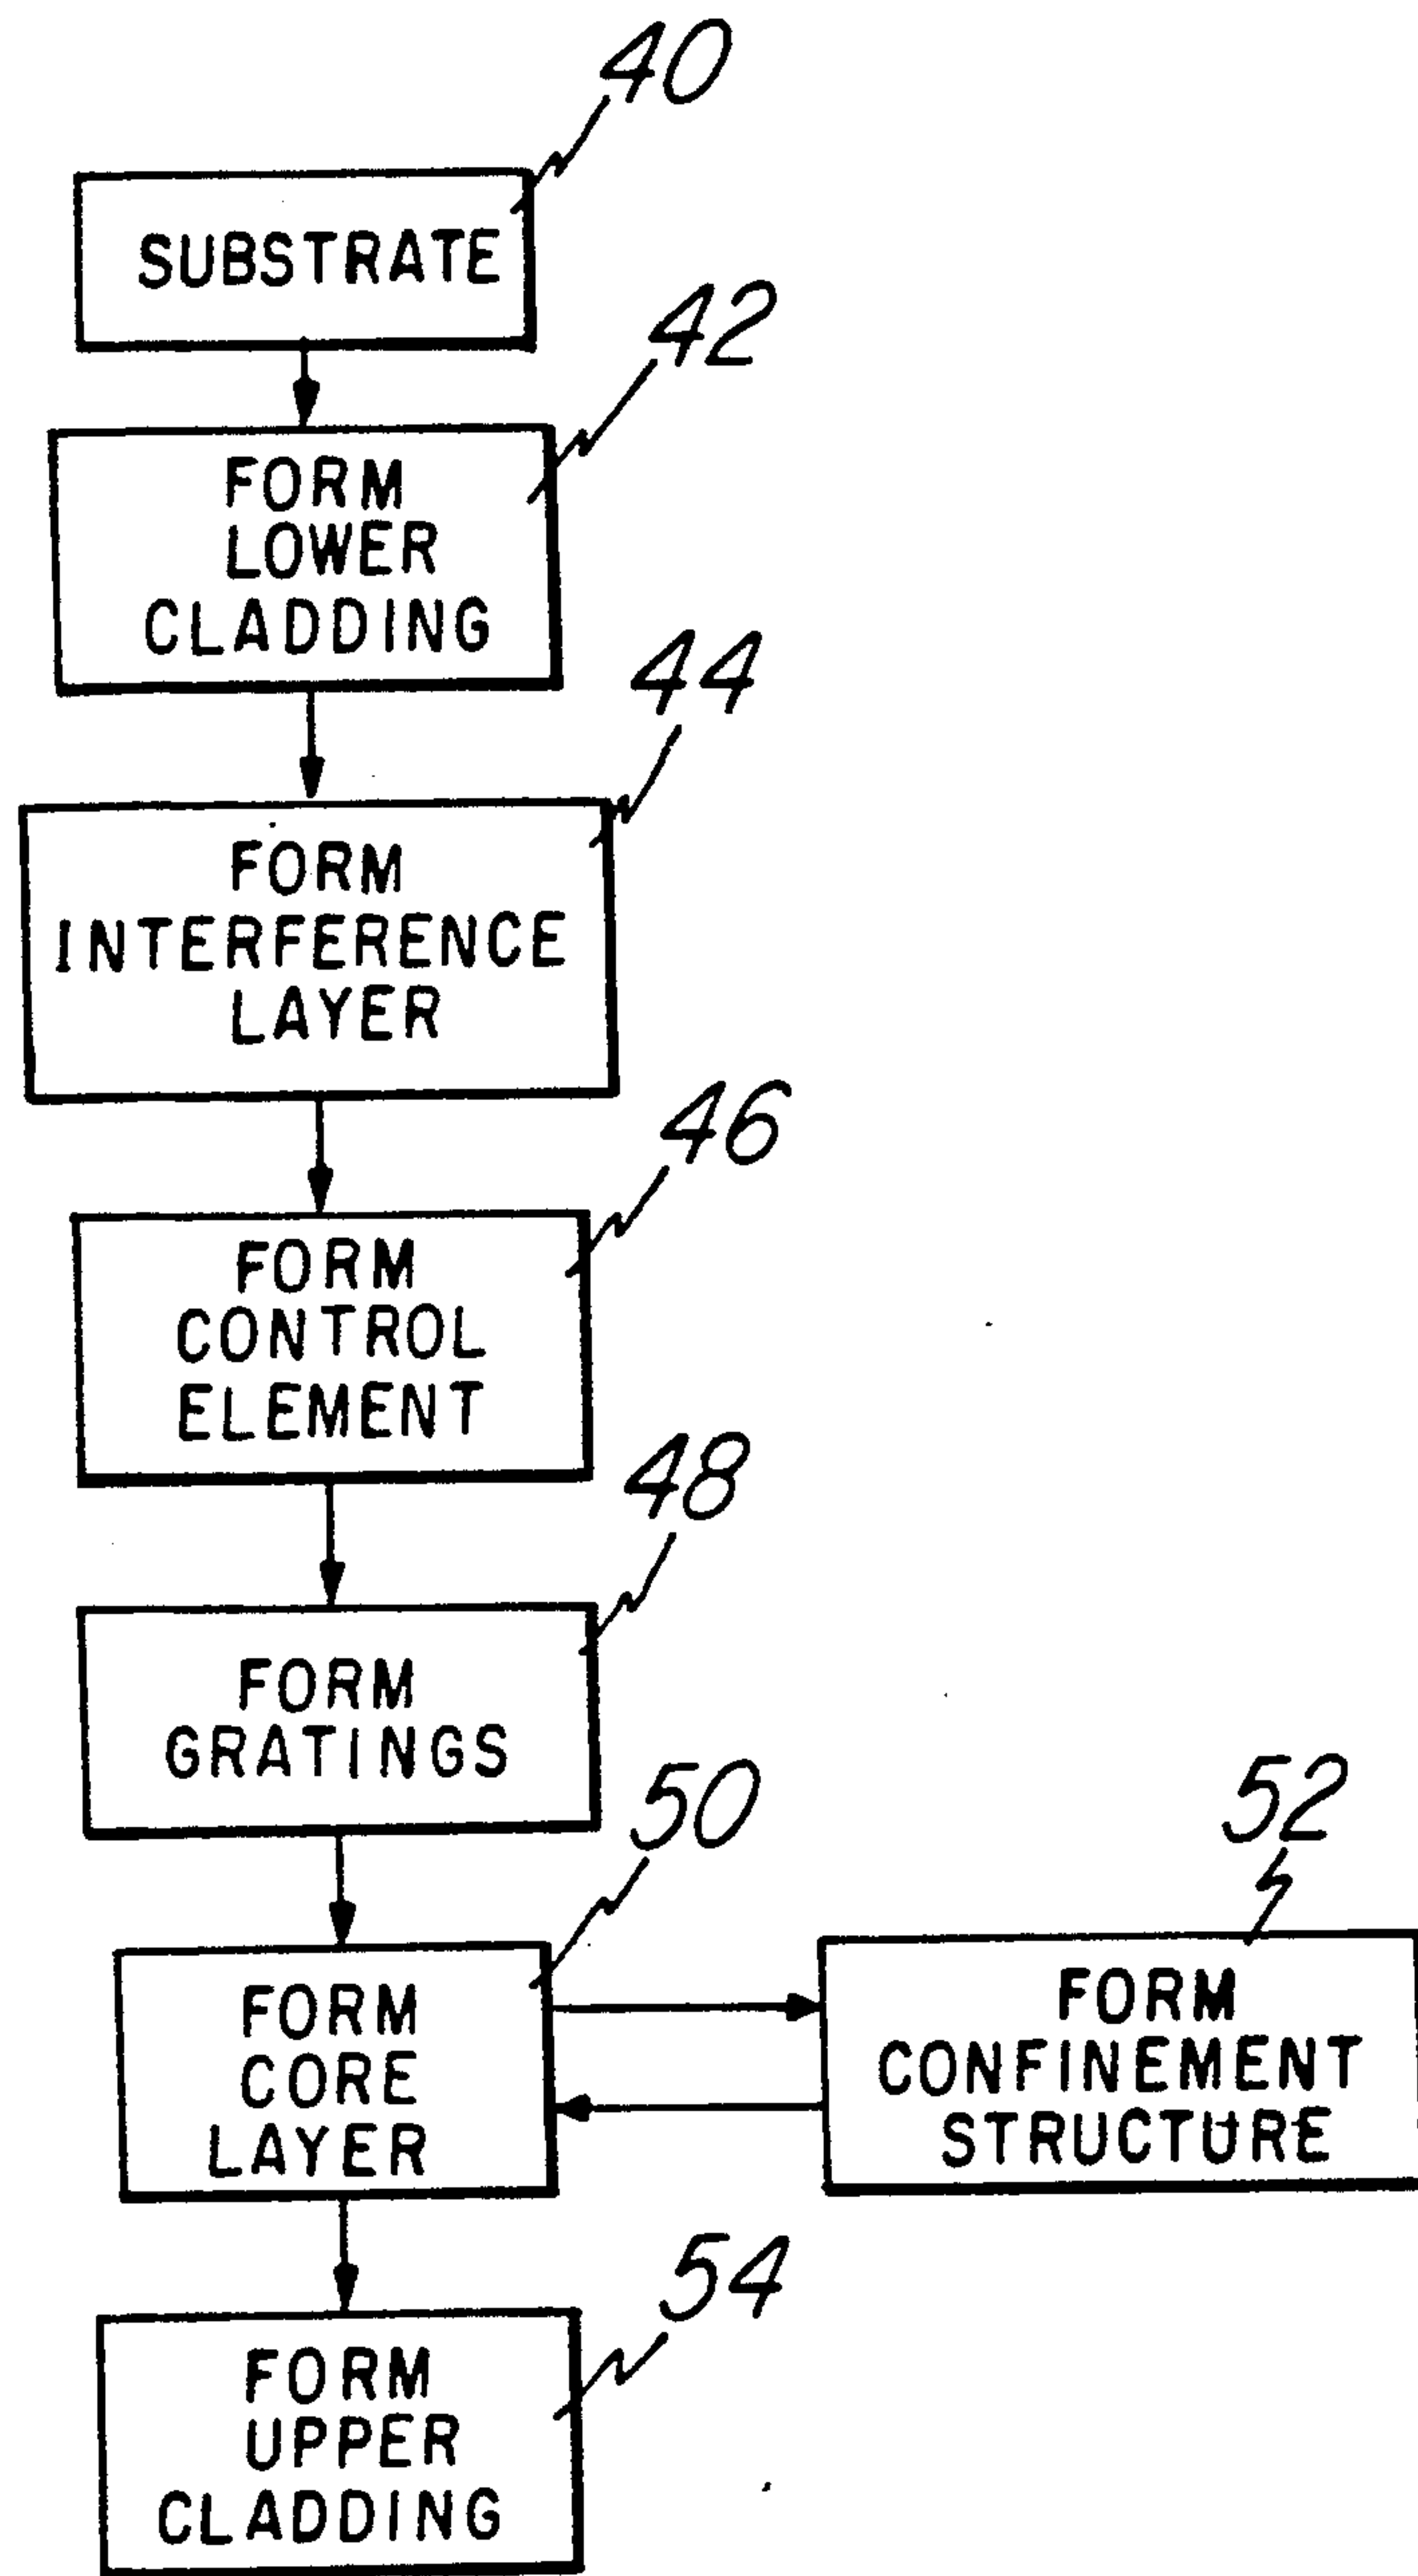 40
SUBSTRATE
42
FORM
LOWER
CLADDING
44
FORM
INTERFERENCE
LAYER
46
FORM
CONTROL
ELEMENT
48
FORM
GRATINGS
50
FORM
CORE
LAYER
52
FORM
CONFINEMENT
STRUCTURE
54
FORM
UPPER
CLADDING